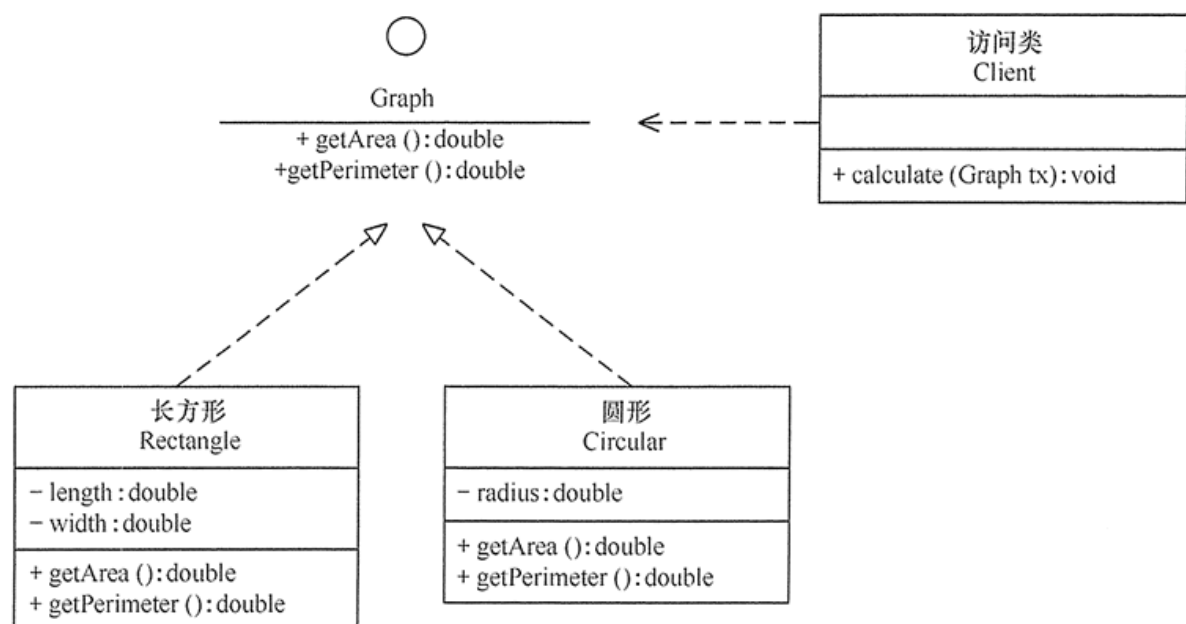 Graph
+ getArea ():double
+getPerimeter ():double
访问类
Client
+ calculate (Graph tx):void
长方形
Rectangle
− length:double
− width:double
+ getArea ():double
+ getPerimeter ():double
圆形
Circular
− radius:double
+ getArea ():double
+ getPerimeter ():double